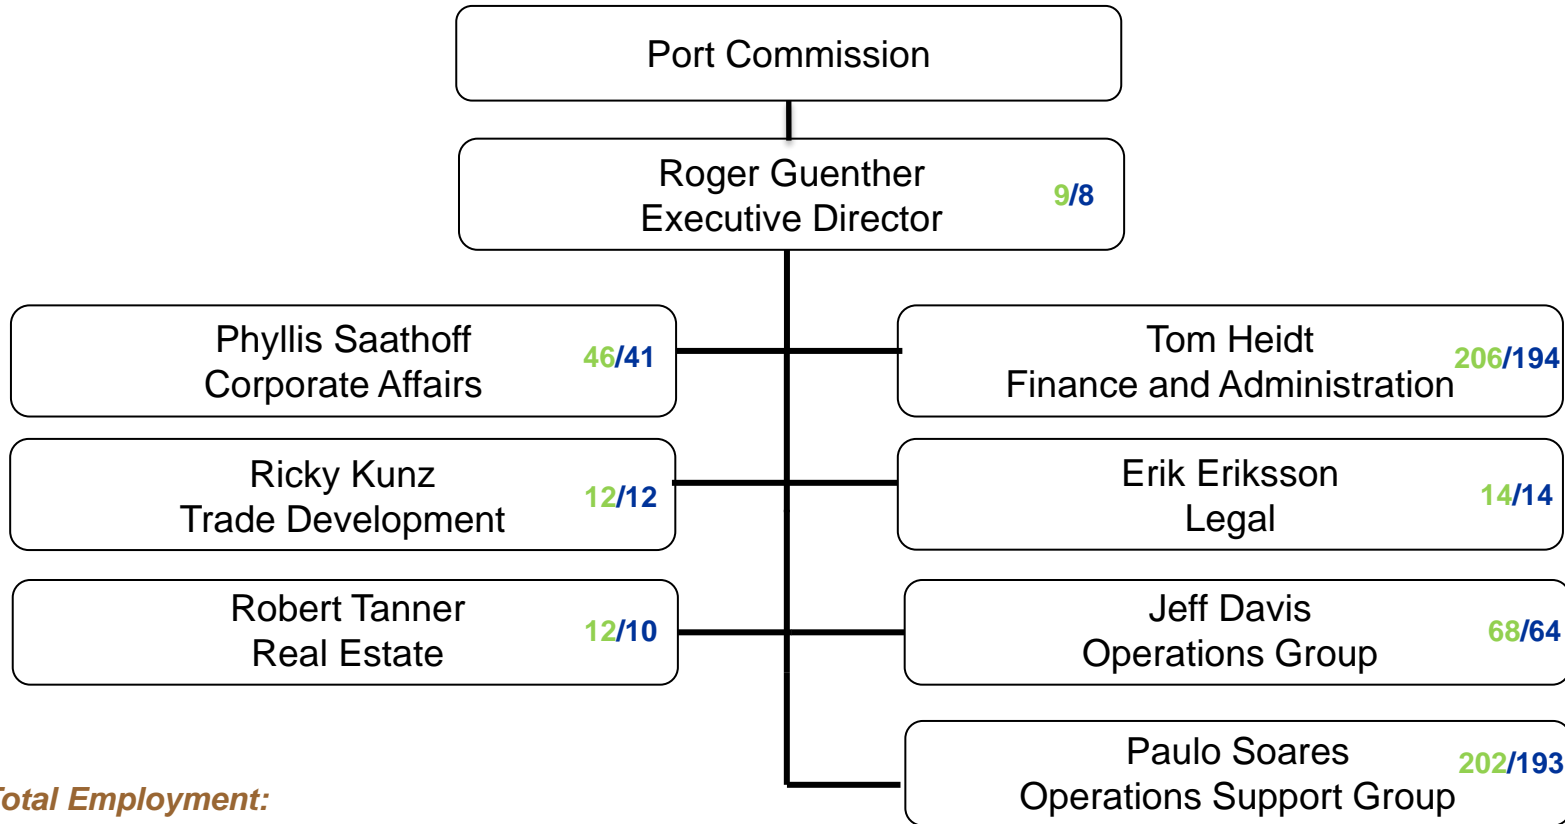 Port Commission
Roger Guenther
Executive Director
9/8
Phyllis Saathoff
Corporate Affairs
46/41
Tom Heidt
Finance and Administration
206/194
Ricky Kunz
Trade Development
12/12
Erik Eriksson
Legal
14/14
Robert Tanner
Real Estate
12/10
Jeff Davis
Operations Group
68/64
Paulo Soares
Operations Support Group
202/193
Total Employment: